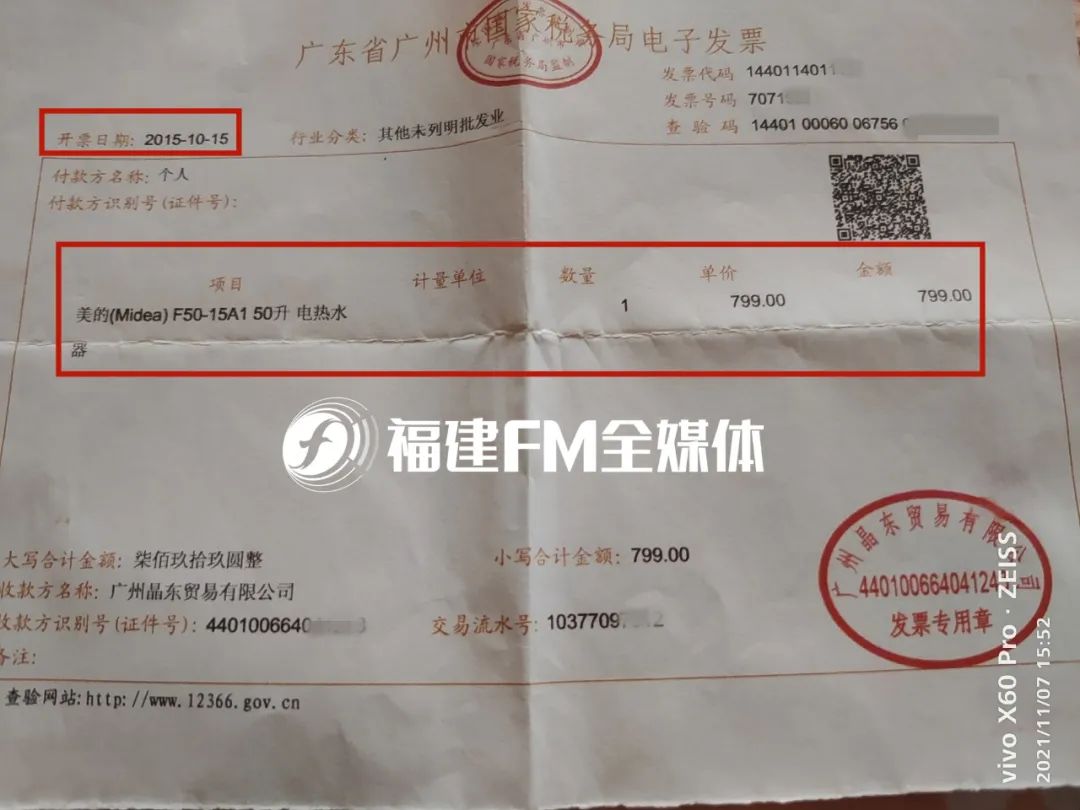 广东省广州市国家税务局电子发票
国家税务局监制
发票代码 144011401
发票号码 7071
查验码 14401 00060 06756
开票日期: 2015-10-15
行业分类: 其他未列明批发业
付款方名称: 个人
付款方识别号(证件号):
项目 计量单位 数量 单价 金额
美的(Midea) F50-15A1 50升 电热水 1 799.00 799.00
器
福建FM全媒体
大写合计金额: 柒佰玖拾玖圆整 小写合计金额: 799.00
收款方名称: 广州晶东贸易有限公司
收款方识别号(证件号): 4401006640 交易流水号: 1037709
备注:
广州晶东贸易有限公司
44010066404124
发票专用章
查验网站:http://www.12366.gov.cn
vivo X60 Pro · ZEISS
2021/11/07 15:52